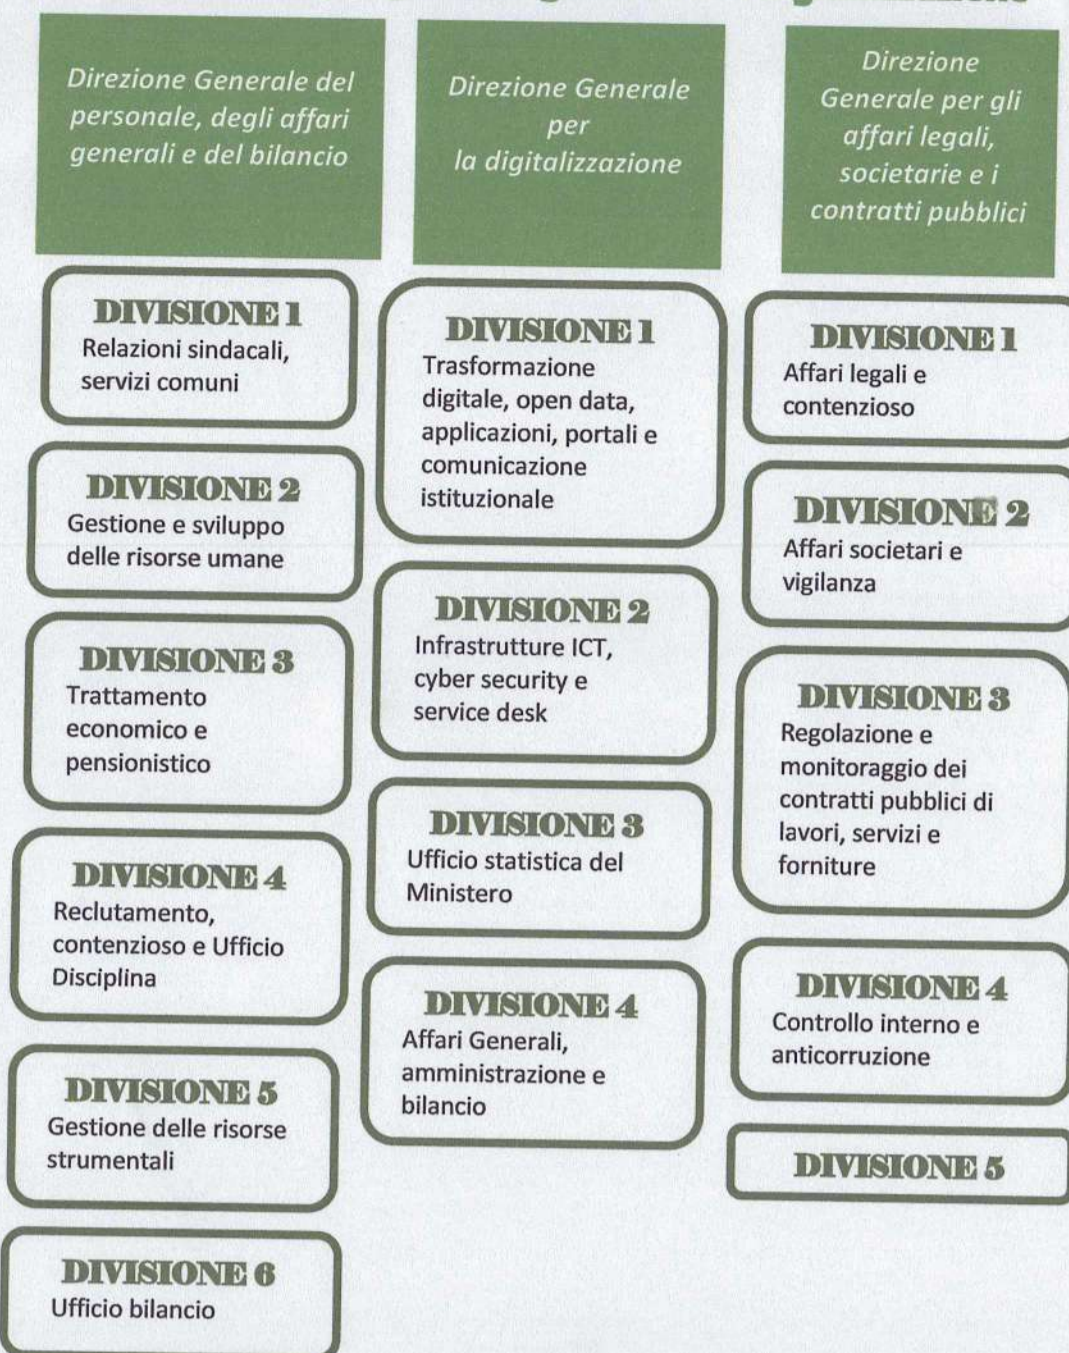 Direzione Generale del
personale, degli affari
generali e del bilancio
DIVISIONE 1
Relazioni sindacali,
servizi comuni
DIVISIONE 2
Gestione e sviluppo
delle risorse umane
DIVISIONE 3
Trattamento
economico e
pensionistico
DIVISIONE 4
Reclutamento,
contenzioso e Ufficio
Disciplina
DIVISIONE 5
Gestione delle risorse
strumentali
DIVISIONE 6
Ufficio bilancio
Direzione Generale
per
la digitalizzazione
DIVISIONE 1
Trasformazione
digitale, open data,
applicazioni, portali e
comunicazione
istituzionale
DIVISIONE 2
Infrastrutture ICT,
cyber security e
service desk
DIVISIONE 3
Ufficio statistica del
Ministero
DIVISIONE 4
Affari Generali,
amministrazione e
bilancio
Direzione
Generale per gli
affari legali,
societarie e i
contratti pubblici
DIVISIONE 1
Affari legali e
contenzioso
DIVISIONE 2
Affari societari e
vigilanza
DIVISIONE 3
Regolazione e
monitoraggio dei
contratti pubblici di
lavori, servizi e
forniture
DIVISIONE 4
Controllo interno e
anticorruzione
DIVISIONE 5